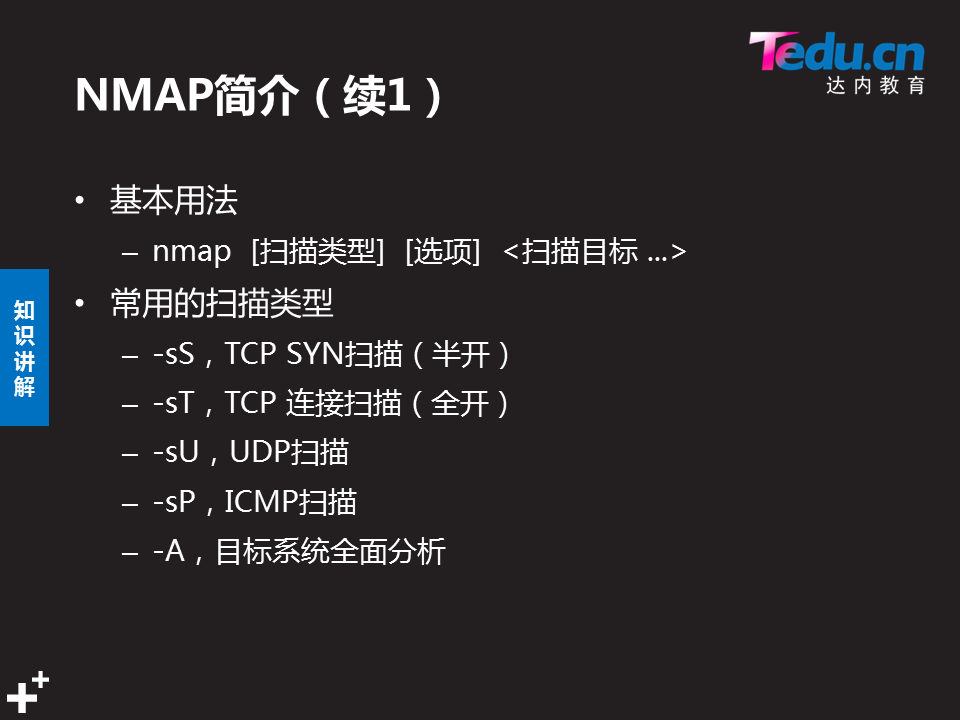 Tedu.cn
达内教育
NMAP简介（续1）
• 基本用法
– nmap [扫描类型] [选项] <扫描目标 ...>
• 常用的扫描类型
– -sS，TCP SYN扫描（半开）
– -sT，TCP 连接扫描（全开）
– -sU，UDP扫描
– -sP，ICMP扫描
– -A，目标系统全面分析
知
识
讲
解